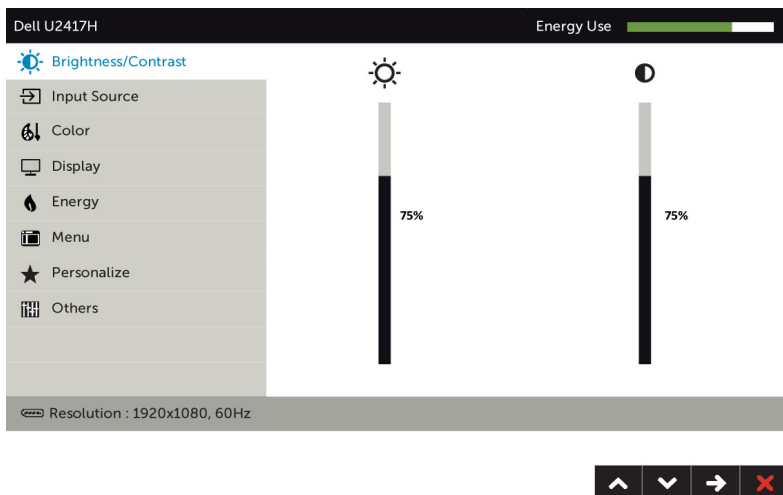 Dell U2417H
Energy Use
Brightness/Contrast
Input Source
Color
Display
Energy
Menu
Personalize
Others
75%
75%
Resolution : 1920x1080, 60Hz